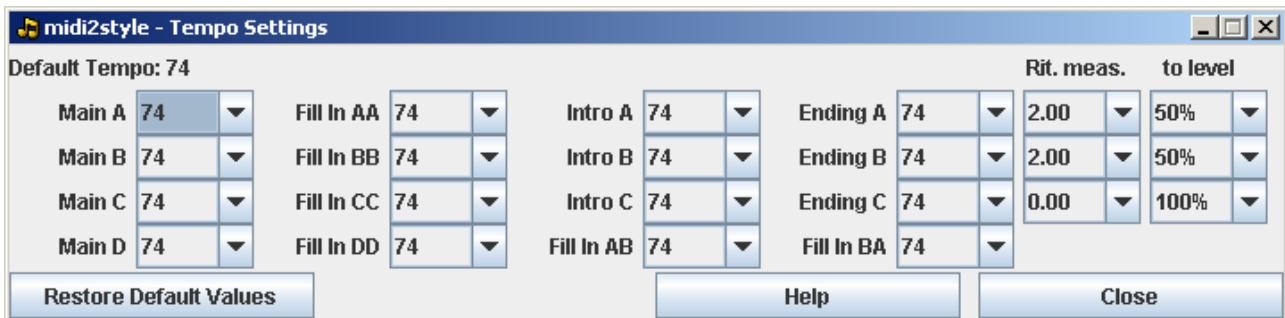 midi2style - Tempo Settings
Default Tempo: 74 Rit. meas. to level
Main A 74 Fill In AA 74 Intro A 74 Ending A 74 2.00 50%
Main B 74 Fill In BB 74 Intro B 74 Ending B 74 2.00 50%
Main C 74 Fill In CC 74 Intro C 74 Ending C 74 0.00 100%
Main D 74 Fill In DD 74 Fill In AB 74 Fill In BA 74
Restore Default Values Help Close